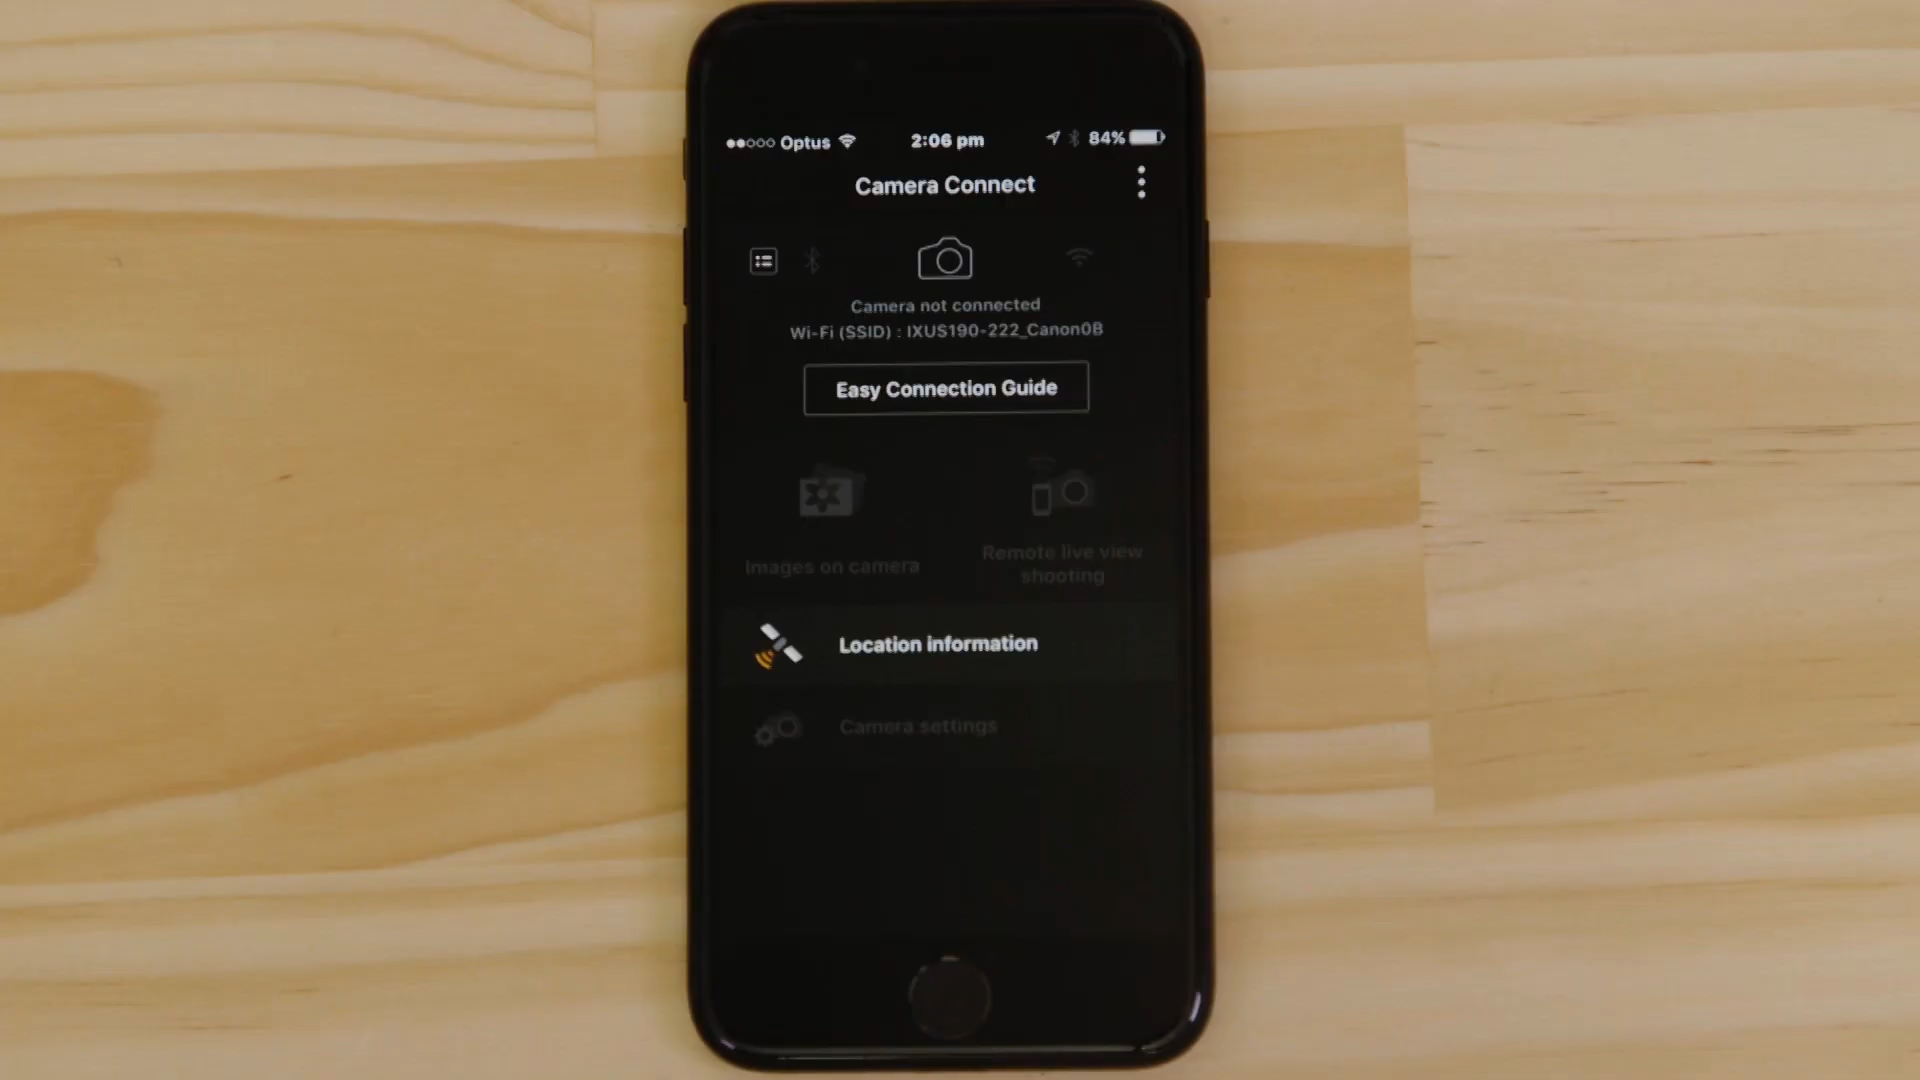 Optus 2:06 pm 84%
Camera Connect
Camera not connected
Wi-Fi (SSID) : IXUS190-222_Canon0B
Easy Connection Guide
Images on camera
Remote live view
shooting
Location information
Camera settings